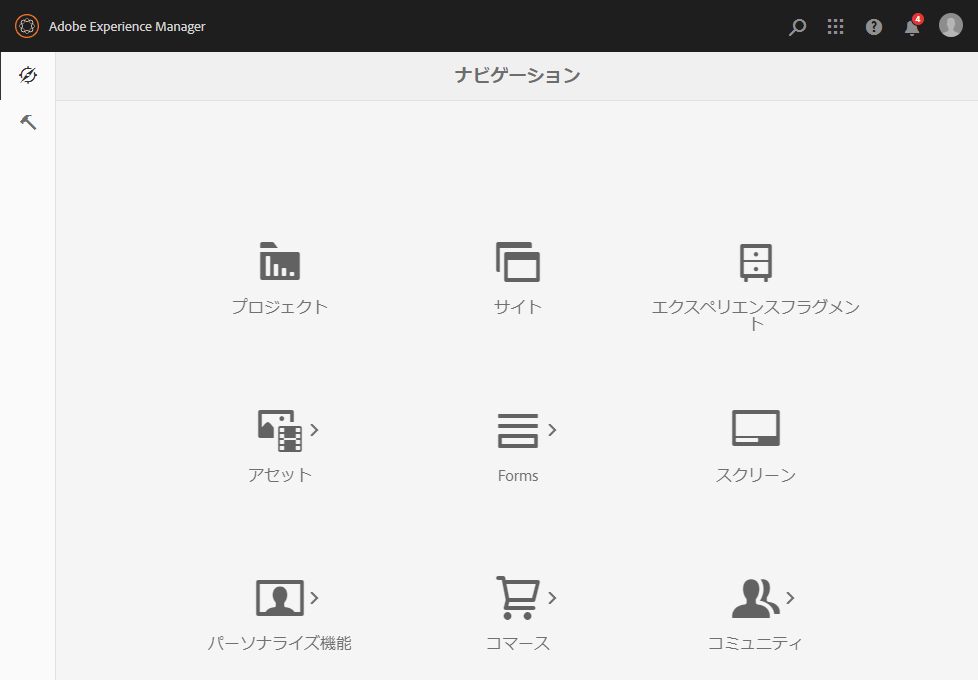 Adobe Experience Manager
4
ナビゲーション
プロジェクト
サイト
エクスペリエンスフラグメン
ト
アセット
Forms
スクリーン
パーソナライズ機能
コマース
コミュニティ